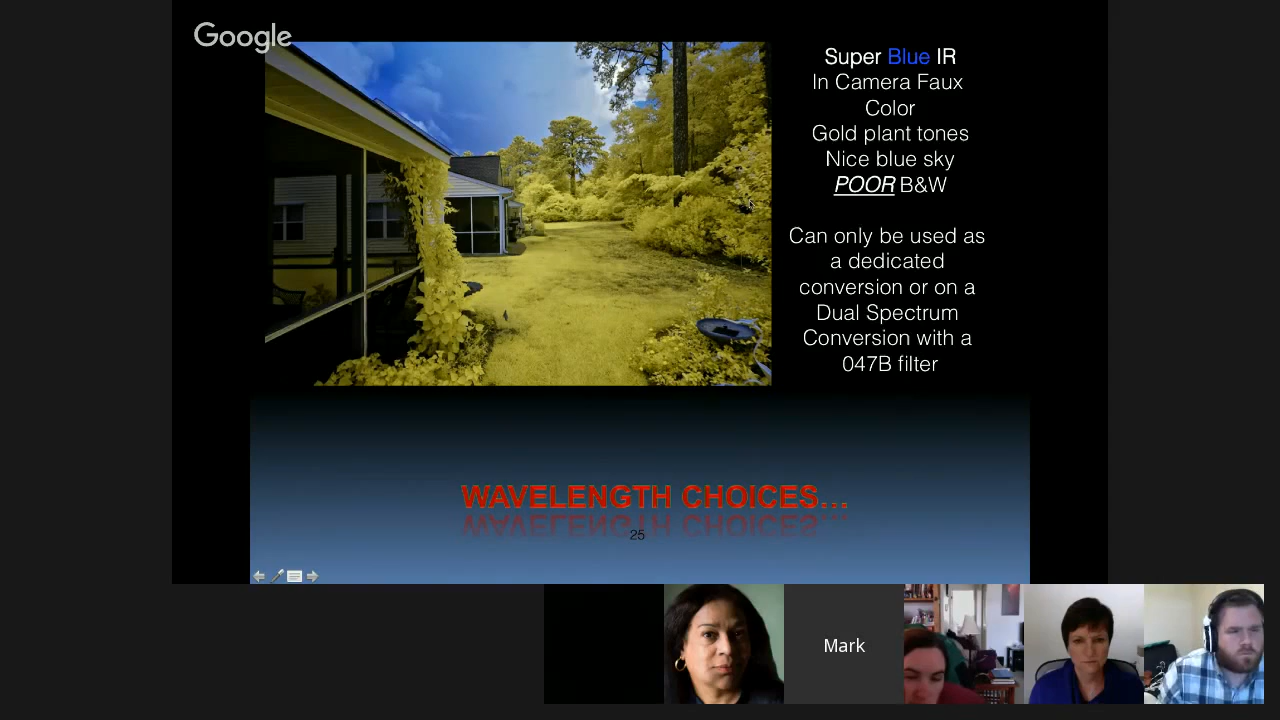 Google
Super Blue IR
In Camera Faux
Color
Gold plant tones
Nice blue sky
POOR B&W
Can only be used as
a dedicated
conversion or on a
Dual Spectrum
Conversion with a
047B filter
WAVELENGTH CHOICES...
25
Mark